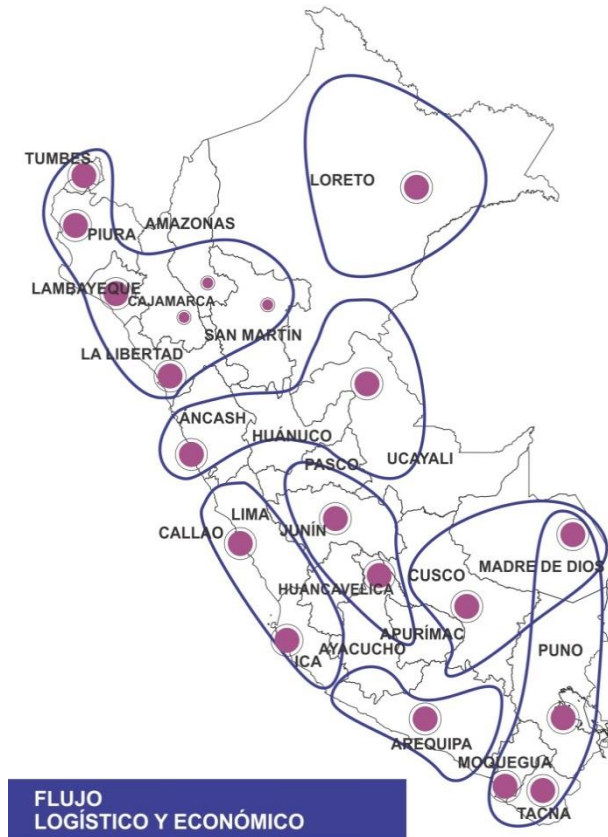 TUMBES
LORETO
AMAZONAS
PIURA
LAMBAYEQUE
CAJAMARCA
SAN MARTÍN
LA LIBERTAD
ANCASH
HUÁNUCO
PASCO
UCAYALI
LIMA
CALLAO
JUNÍN
CUSCO
MADRE DE DIOS
HUANCAVELICA
APURÍMAC
AYACUCHO
PUNO
ICA
AREQUIPA
MOQUEGUA
TACNA
FLUJO
LOGÍSTICO Y ECONÓMICO